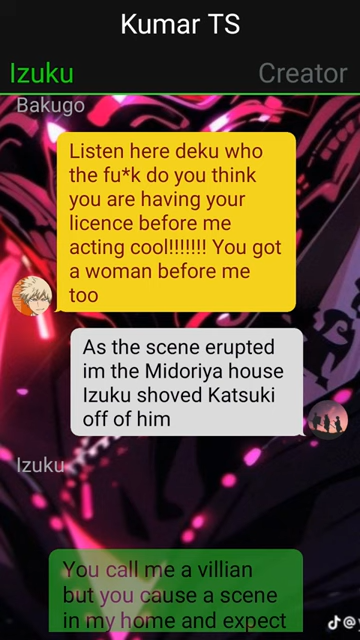 Kumar TS
Izuku Creator
Bakugo
Listen here deku who
the fu*k do you think
you are having your
licence before me
acting cool!!!!!!! You got
a woman before me
too
As the scene erupted
im the Midoriya house
Izuku shoved Katsuki
off of him
Izuku
You call me a villian
but you cause a scene
in my home and expect
@